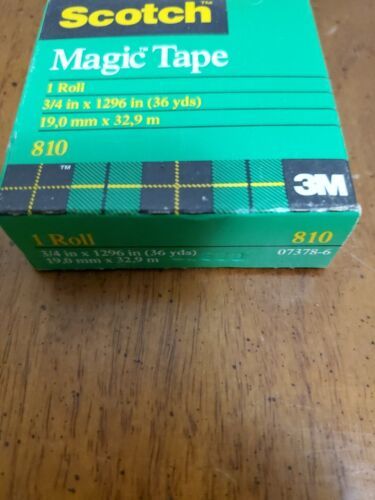 Scotch™
Magic™ Tape
1 Roll
3/4 in x 1296 in (36 yds)
19,0 mm x 32,9 m
810
™
3M
1 Roll
810
3/4 in x 1296 in (36 yds)
07378-6
19,0 mm x 32,9 m